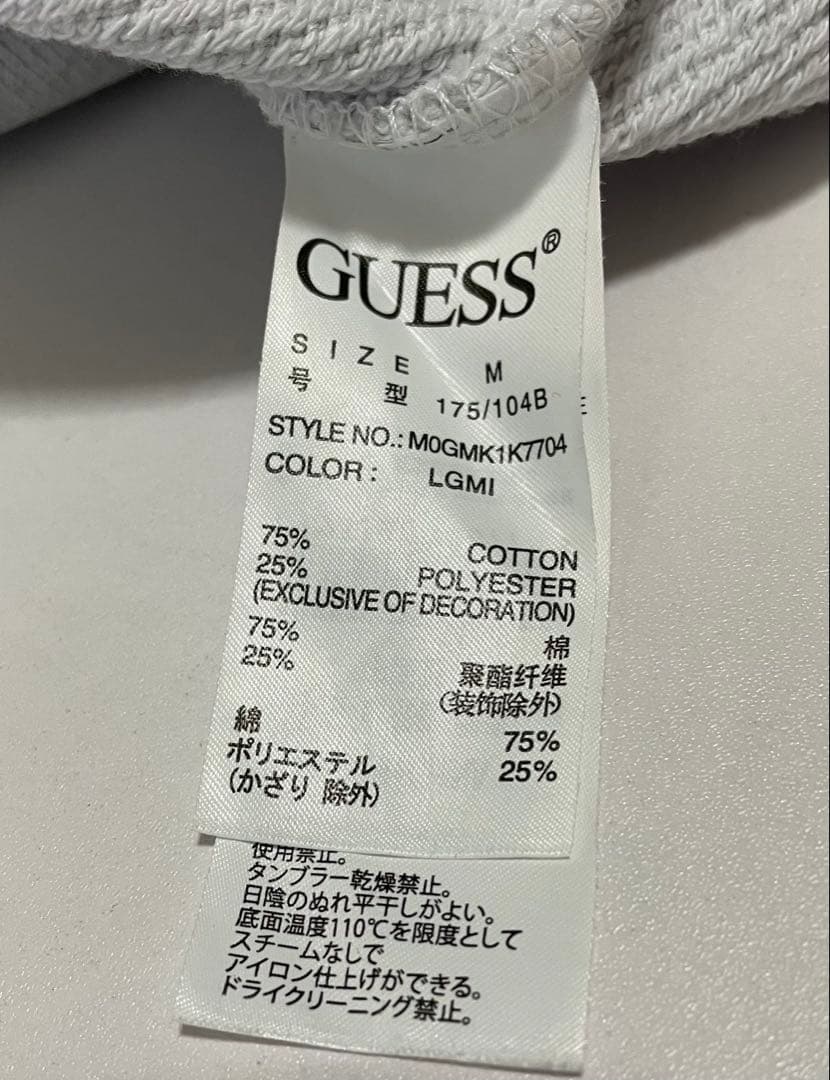 GUESS®
SIZE M
号型 175/104B
STYLE NO.: M0GMK1K7704
COLOR: LGMI
75% COTTON
25% POLYESTER
(EXCLUSIVE OF DECORATION)
75% 棉
25% 聚酯纤维
(装饰除外)
綿 75%
ポリエステル 25%
(かざり 除外)
使用禁止。
タンブラー乾燥禁止。
日陰のぬれ平干しがよい。
底面温度110℃を限度として
スチームなしで
アイロン仕上げができる。
ドライクリーニング禁止。